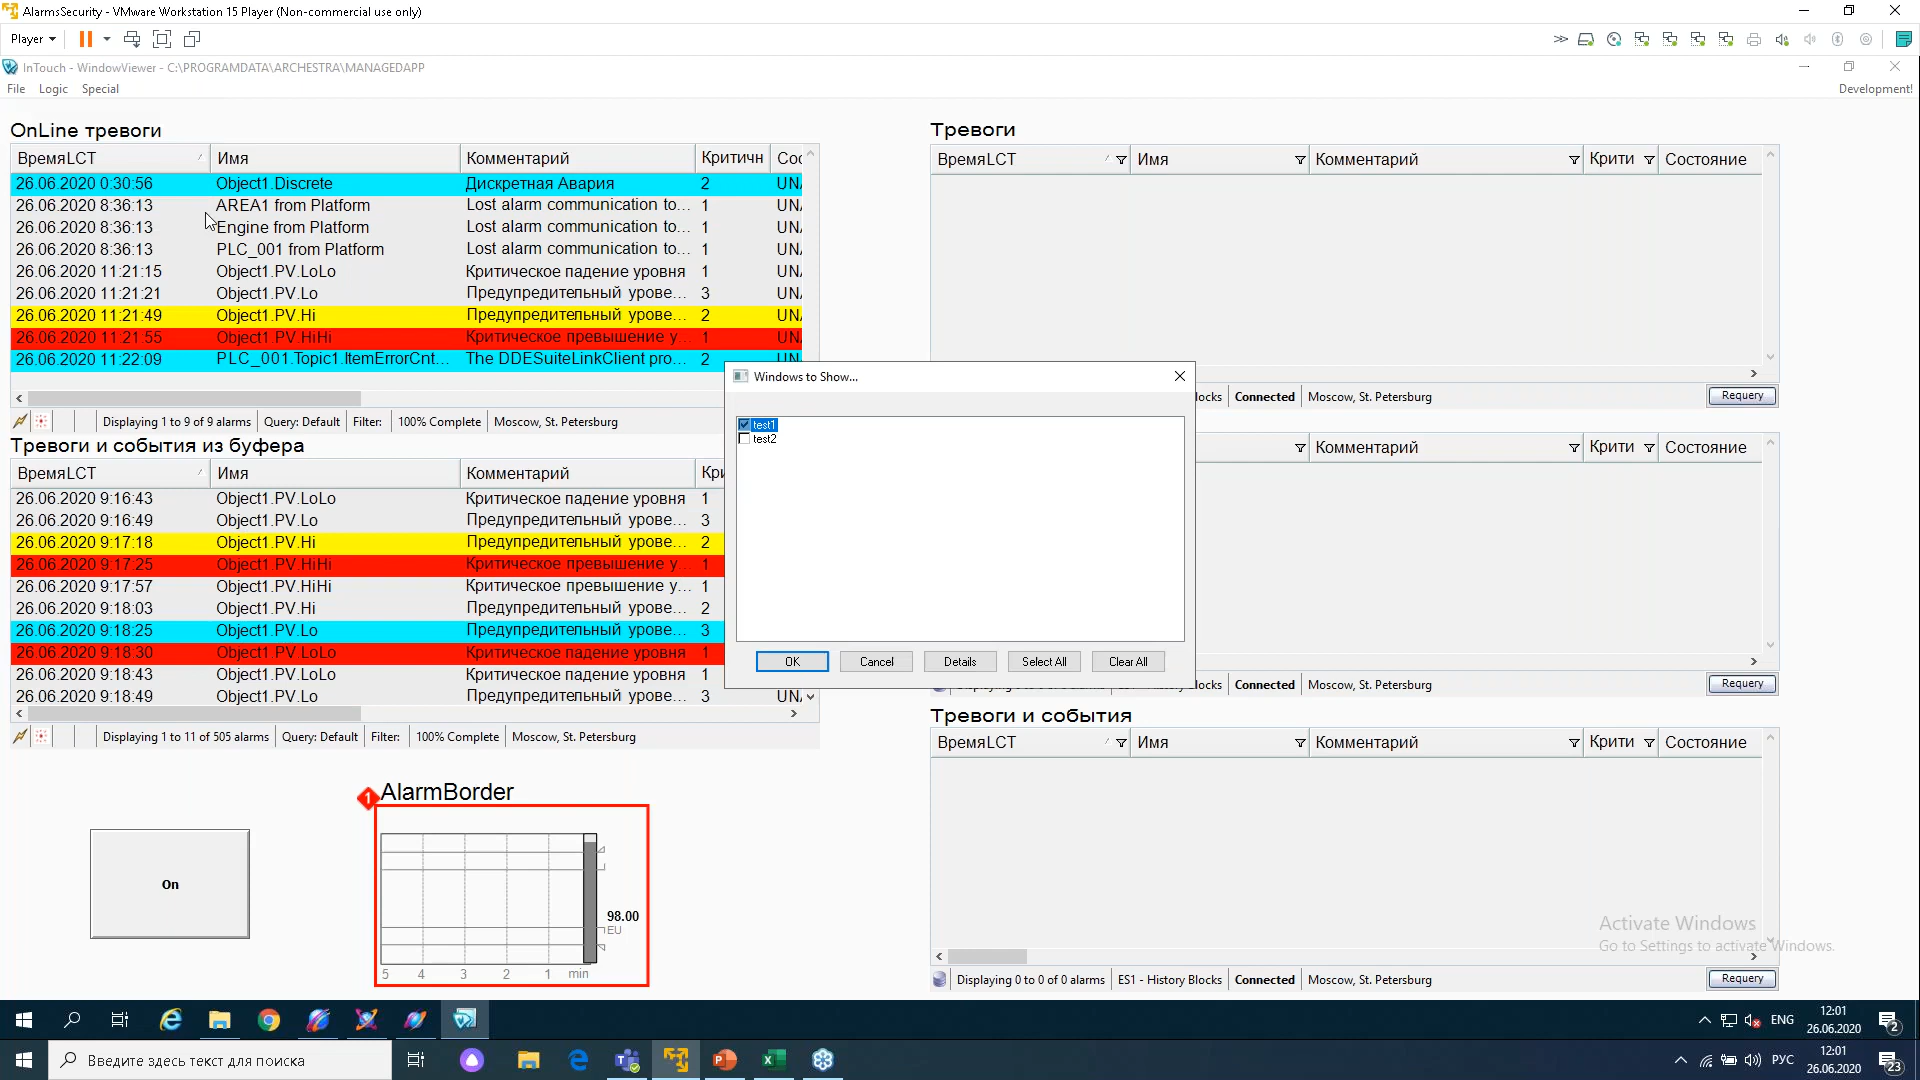 AlarmsSecurity - VMware Workstation 15 Player (Non-commercial use only)
Player
InTouch - WindowViewer - C:\PROGRAMDATA\ARCHESTRA\MANAGEDAPP
File Logic Special Development!
OnLine тревоги
ВремяLCT Имя Комментарий Критичн Сос
26.06.2020 0:30:56 Object1.Discrete Дискретная Авария 2 UN
26.06.2020 8:36:13 AREA1 from Platform Lost alarm communication to... 1 UN
26.06.2020 8:36:13 Engine from Platform Lost alarm communication to... 1 UN
26.06.2020 8:36:13 PLC_001 from Platform Lost alarm communication to... 1 UN
26.06.2020 11:21:15 Object1.PV.LoLo Критическое падение уровня 1 UN
26.06.2020 11:21:21 Object1.PV.Lo Предупредительный урове... 3 UN
26.06.2020 11:21:49 Object1.PV.Hi Предупредительный урове... 2 UN
26.06.2020 11:21:55 Object1.PV.HiHi Критическое превышение у... 1 UN
26.06.2020 11:22:09 PLC_001.Topic1.ItemErrorCnt... The DDESuiteLinkClient pro... 2 UN
Displaying 1 to 9 of 9 alarms Query: Default Filter: 100% Complete Moscow, St. Petersburg
Тревоги и события из буфера
ВремяLCT Имя Комментарий Кри
26.06.2020 9:16:43 Object1.PV.LoLo Критическое падение уровня 1
26.06.2020 9:16:49 Object1.PV.Lo Предупредительный урове... 3
26.06.2020 9:17:18 Object1.PV.Hi Предупредительный урове... 2
26.06.2020 9:17:25 Object1.PV.HiHi Критическое превышение у... 1
26.06.2020 9:17:57 Object1.PV.HiHi Критическое превышение у... 1
26.06.2020 9:18:03 Object1.PV.Hi Предупредительный урове... 2
26.06.2020 9:18:25 Object1.PV.Lo Предупредительный урове... 3
26.06.2020 9:18:30 Object1.PV.LoLo Критическое падение уровня 1
26.06.2020 9:18:43 Object1.PV.LoLo Критическое падение уровня 1
26.06.2020 9:18:49 Object1.PV.Lo Предупредительный урове... 3 UN
Displaying 1 to 11 of 505 alarms Query: Default Filter: 100% Complete Moscow, St. Petersburg
On
1
AlarmBorder
98.00
EU
5 4 3 2 1 min
Windows to Show...
test1
test2
OK Cancel Details Select All Clear All
Тревоги
ВремяLCT Имя Комментарий Крити Состояние
locks Connected Moscow, St. Petersburg Requery
Комментарий Крити Состояние
locks Connected Moscow, St. Petersburg Requery
Тревоги и события
ВремяLCT Имя Комментарий Крити Состояние
Activate Windows
Go to Settings to activate Windows.
Displaying 0 to 0 of 0 alarms ES1 - History Blocks Connected Moscow, St. Petersburg Requery
ENG 12:01
26.06.2020
2
Введите здесь текст для поиска
РУС 12:01
26.06.2020
23